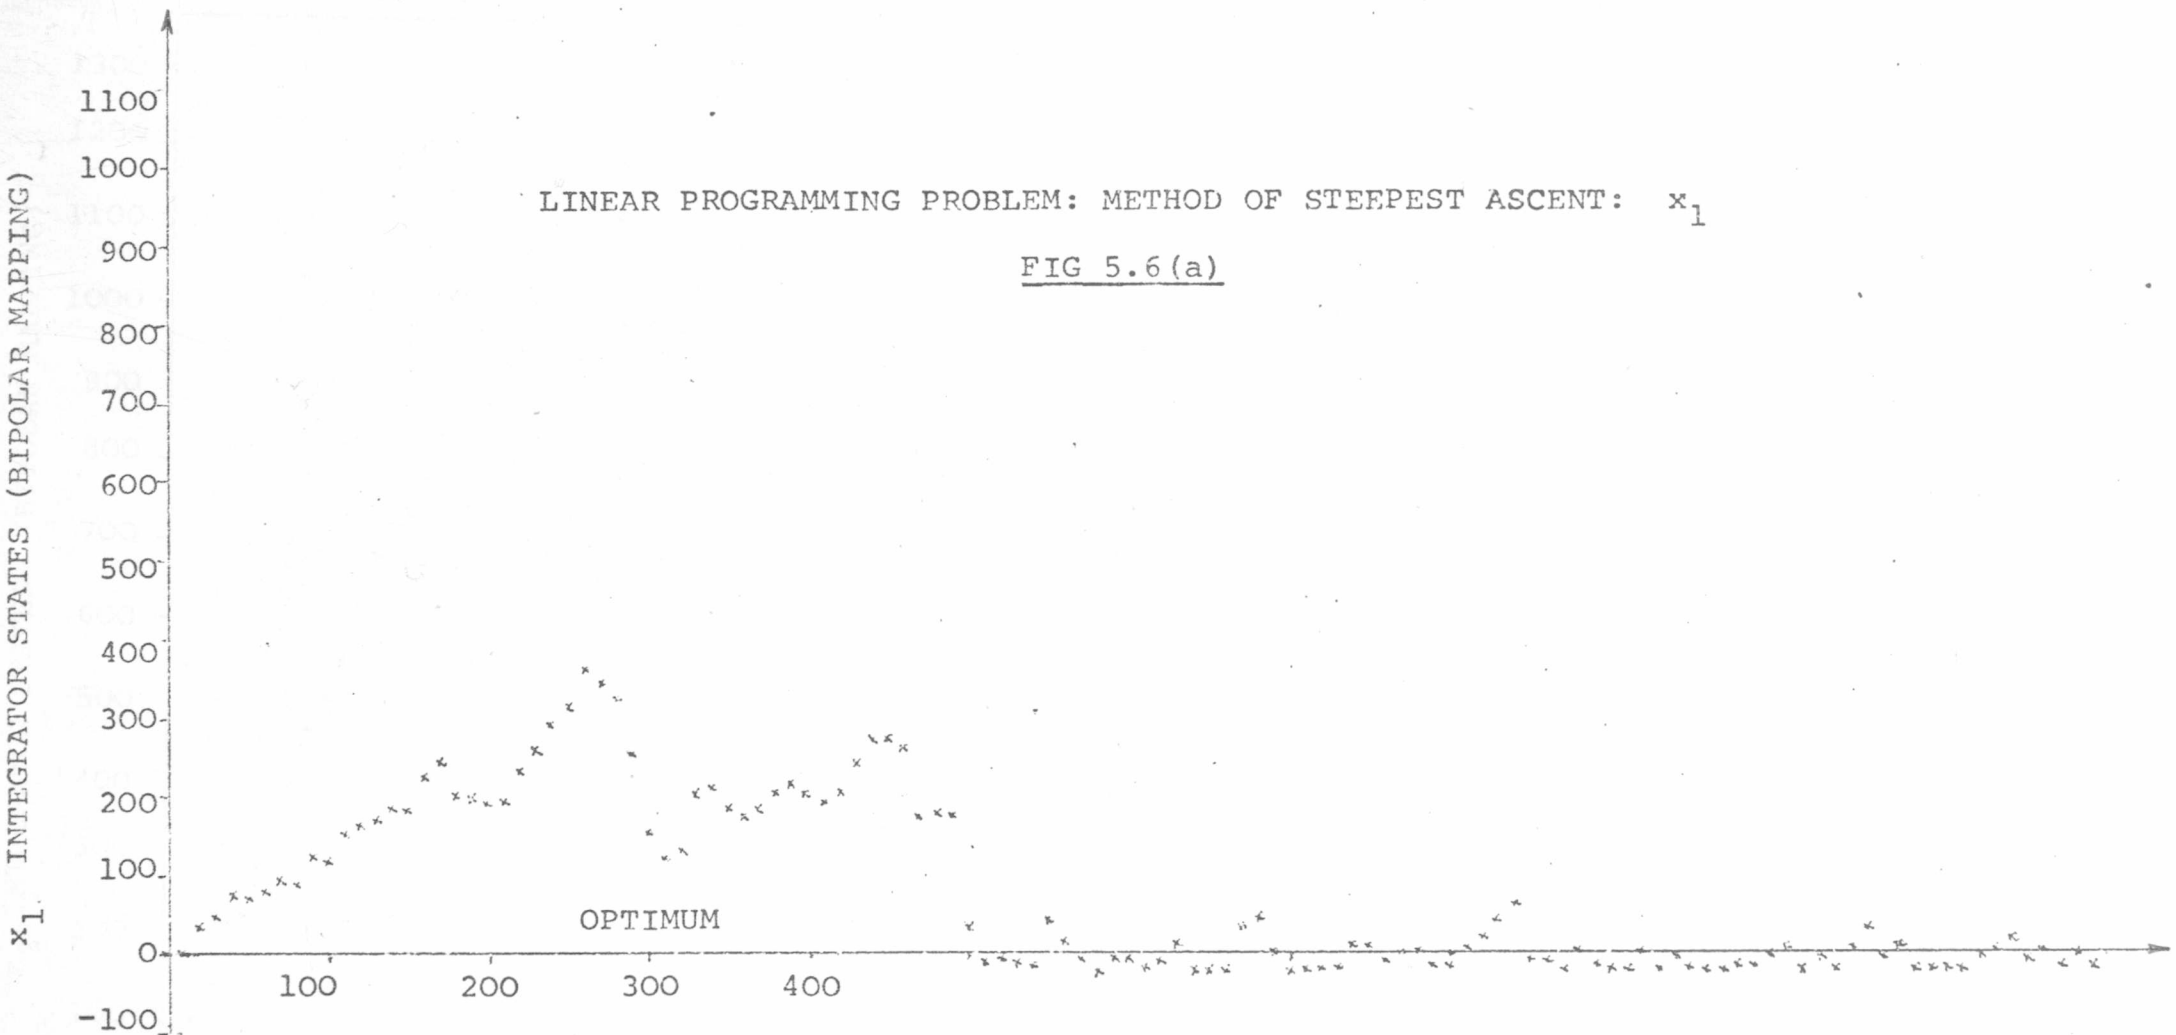 LINEAR PROGRAMMING PROBLEM: METHOD OF STEEPEST ASCENT: x1
FIG 5.6(a)
x1 INTEGRATOR STATES (BIPOLAR MAPPING)
1100
1000
900
800
700
600
500
400
300
200
100
0
-100
OPTIMUM
100 200 300 400